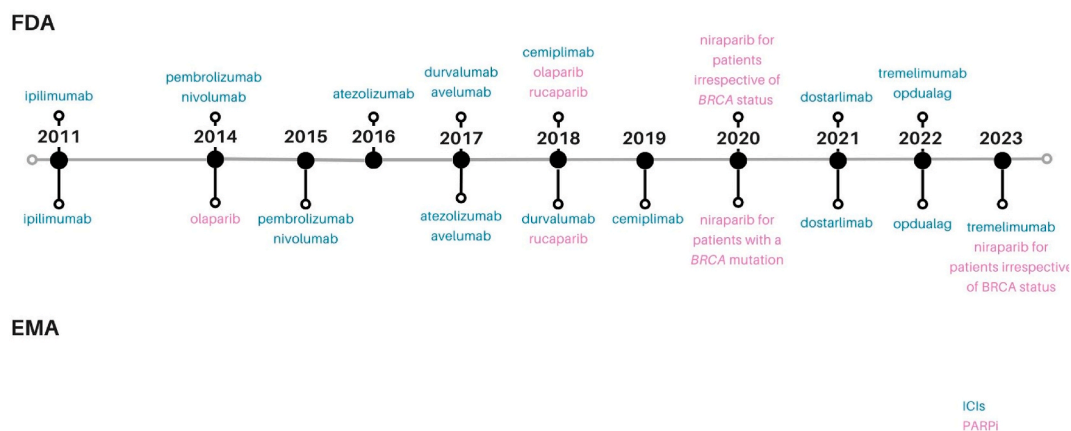 FDA
ipilimumab
pembrolizumab
nivolumab
atezolizumab
durvalumab
avelumab
cemiplimab
olaparib
rucaparib
niraparib for
patients
irrespective of
BRCA status
dostarlimab
tremelimumab
opdualag
2011
2014
2015
2016
2017
2018
2019
2020
2021
2022
2023
ipilimumab
olaparib
pembrolizumab
nivolumab
atezolizumab
avelumab
durvalumab
rucaparib
cemiplimab
niraparib for
patients with a
BRCA mutation
dostarlimab
opdualag
tremelimumab
niraparib for
patients irrespective
of BRCA status
EMA
ICIs
PARPi